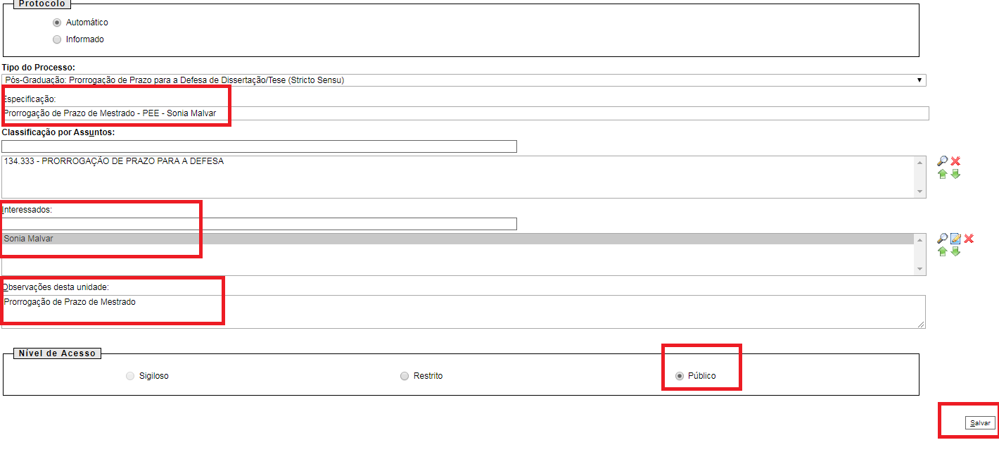 Protocolo
Automático
Informado
Tipo do Processo:
Pós-Graduação: Prorrogação de Prazo para a Defesa de Dissertação/Tese (Stricto Sensu)
Especificação:
Prorrogação de Prazo de Mestrado - PEE - Sonia Malvar
Classificação por Assuntos:
134.333 - PRORROGAÇÃO DE PRAZO PARA A DEFESA
Interessados:
Sonia Malvar
Observações desta unidade:
Prorrogação de Prazo de Mestrado
Nível de Acesso
Sigiloso Restrito Público
Salvar